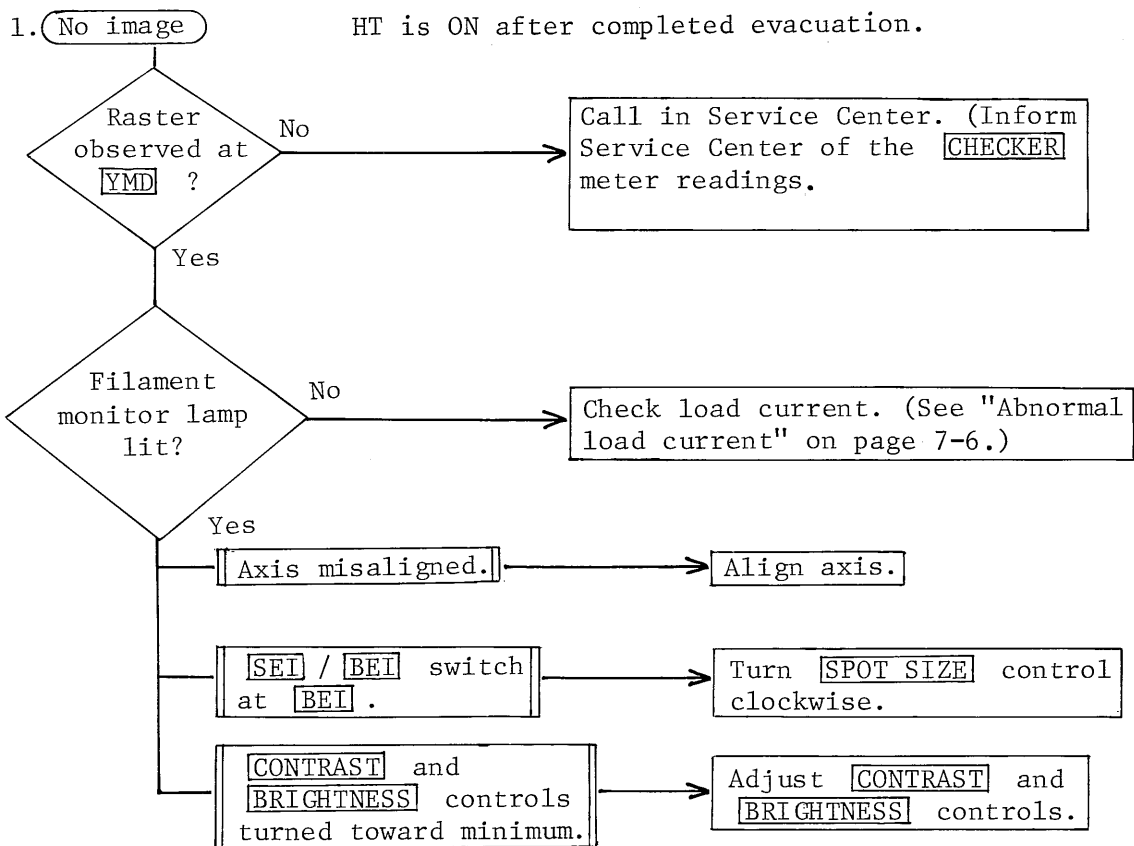 1. No image HT is ON after completed evacuation.
Raster
observed at
YMD ?
No
Call in Service Center. (Inform
Service Center of the CHECKER
meter readings.
Yes
Filament
monitor lamp
lit?
No
Check load current. (See "Abnormal
load current" on page 7-6.)
Yes
Axis misaligned.
Align axis.
SEI / BEI switch
at BEI .
Turn SPOT SIZE control
clockwise.
CONTRAST and
BRIGHTNESS controls
turned toward minimum.
Adjust CONTRAST and
BRIGHTNESS controls.